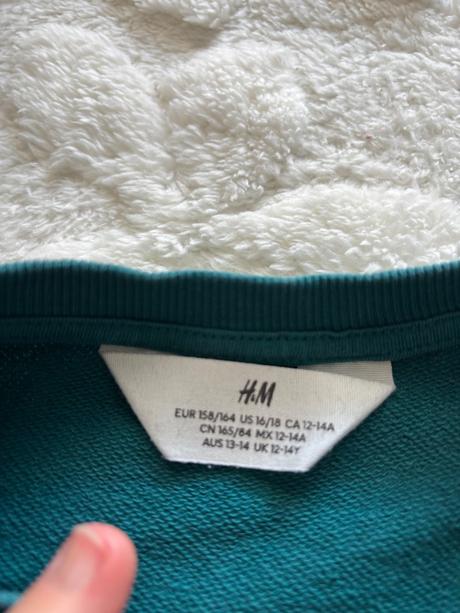 H&M
EUR 158/164 US 16/18 CA 12-14A
CN 165/84 MX 12-14A
AUS 13-14 UK 12-14Y